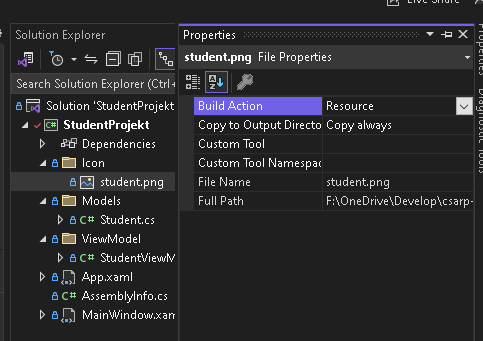 Live Share
Solution Explorer
Search Solution Explorer (Ctrl+
Solution 'StudentProjekt
StudentProjekt
Dependencies
Icon
student.png
Models
Student.cs
ViewModel
StudentViewM
App.xaml
AssemblyInfo.cs
MainWindow.xam
Properties
student.png File Properties
Build Action Resource
Copy to Output Directo Copy always
Custom Tool
Custom Tool Namespac
File Name student.png
Full Path F:\OneDrive\Develop\csarp-
Properties
Diagnostic Tools